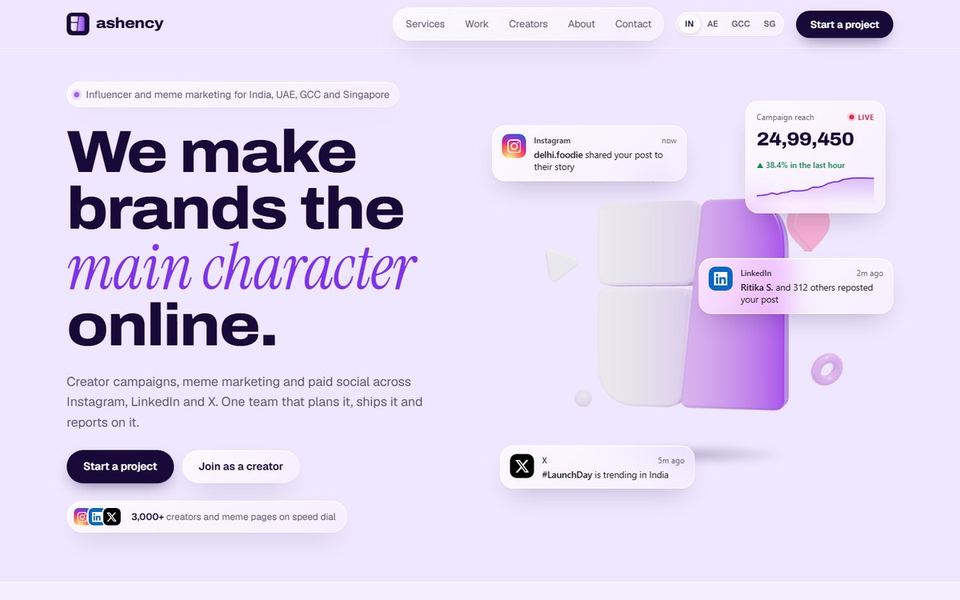 ashency
Services Work Creators About Contact
IN AE GCC SG
Start a project
Influencer and meme marketing for India, UAE, GCC and Singapore
We make
brands the
main character
online.
Creator campaigns, meme marketing and paid social across
Instagram, LinkedIn and X. One team that plans it, ships it and
reports on it.
Start a project
Join as a creator
3,000+ creators and meme pages on speed dial
Instagram now
delhi.foodie shared your post to
their story
Campaign reach LIVE
24,99,450
▲ 38.4% in the last hour
LinkedIn 2m ago
Ritika S. and 312 others reposted
your post
X 5m ago
#LaunchDay is trending in India